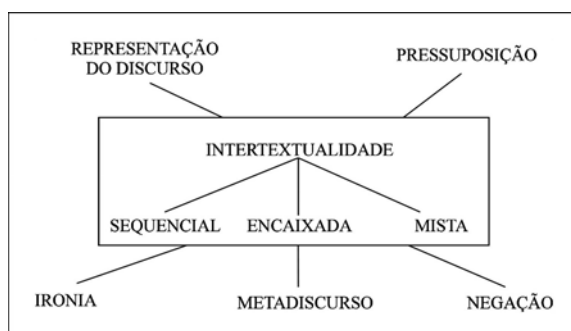 REPRESENTAÇÃO
DO DISCURSO
PRESSUPOSIÇÃO
INTERTEXTUALIDADE
SEQUENCIAL ENCAIXADA MISTA
IRONIA METADISCURSO NEGAÇÃO